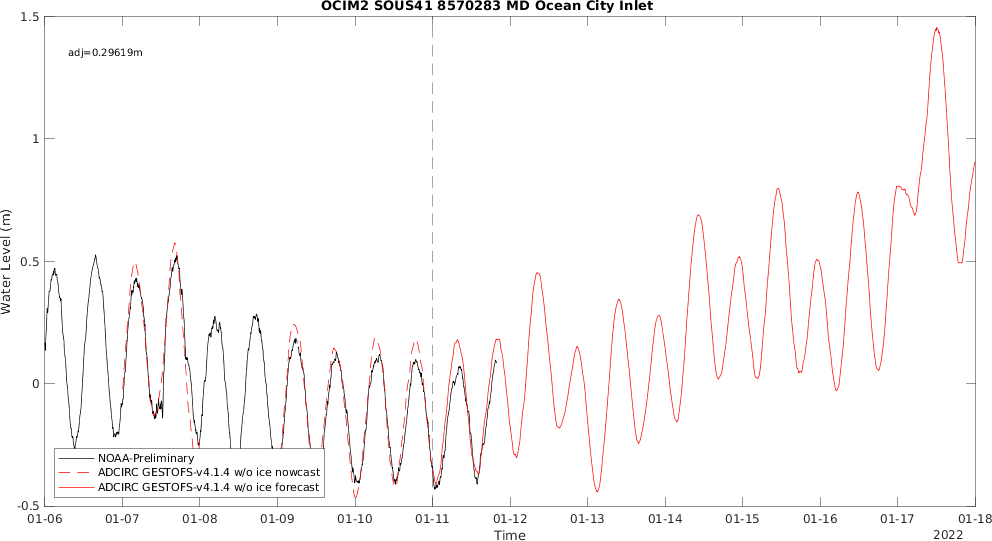 OCIM2 SOUS41 8570283 MD Ocean City Inlet
1.5
adj=0.29619m
1
0.5
Water Level (m)
0
NOAA-Preliminary
ADCIRC GESTOFS-v4.1.4 w/o ice nowcast
ADCIRC GESTOFS-v4.1.4 w/o ice forecast
-0.5
01-06 01-07 01-08 01-09 01-10 01-11 01-12 01-13 01-14 01-15 01-16 01-17 01-18
Time
2022